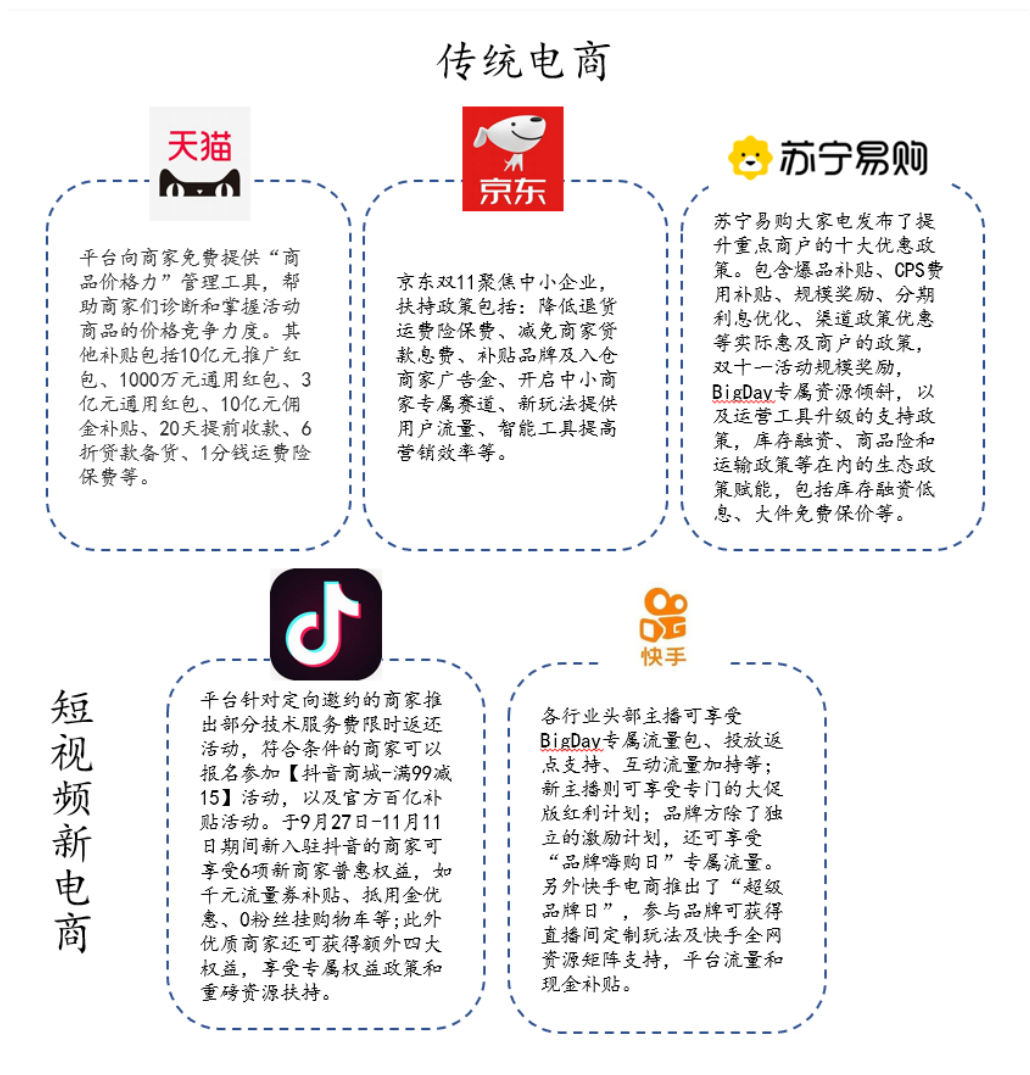 传统电商
天猫
平台向商家免费提供“商
品价格力”管理工具，帮
助商家们诊断和掌握活动
商品的价格竞争力度。其
他补贴包括10亿元推广红
包、1000万元通用红包、3
亿元通用红包、10亿元佣
金补贴、20天提前收款、6
折贷款备货、1分钱运费险
保费等。
京东
京东双11聚焦中小企业，
扶持政策包括：降低退货
运费险保费、减免商家贷
款息费、补贴品牌及入仓
商家广告金、开启中小商
家专属赛道、新玩法提供
用户流量、智能工具提高
营销效率等。
苏宁易购
苏宁易购大家电发布了提
升重点商户的十大优惠政
策。包含爆品补贴、CPS费
用补贴、规模奖励、分期
利息优化、渠道政策优惠
等实际惠及商户的政策，
双十一活动规模奖励，
BigDay专属资源倾斜，以
及运营工具升级的支持政
策，库存融资、商品险和
运输政策等在内的生态政
策赋能，包括库存融资低
息、大件免费保价等。
短视频新电商
平台针对定向邀约的商家推
出部分技术服务费限时返还
活动，符合条件的商家可以
报名参加【抖音商城-满99减
15】活动，以及官方百亿补
贴活动。于9月27日-11月11
日期间新入驻抖音的商家可
享受6项新商家普惠权益，如
千元流量券补贴、抵用金优
惠、0粉丝挂购物车等;此外
优质商家还可获得额外四大
权益，享受专属权益政策和
重磅资源扶持。
快手
各行业头部主播可享受
BigDay专属流量包、投放返
点支持、互动流量加持等；
新主播则可享受专门的大促
版红利计划；品牌方除了独
立的激励计划，还可享受
“品牌嗨购日”专属流量。
另外快手电商推出了“超级
品牌日”，参与品牌可获得
直播间定制玩法及快手全网
资源矩阵支持，平台流量和
现金补贴。